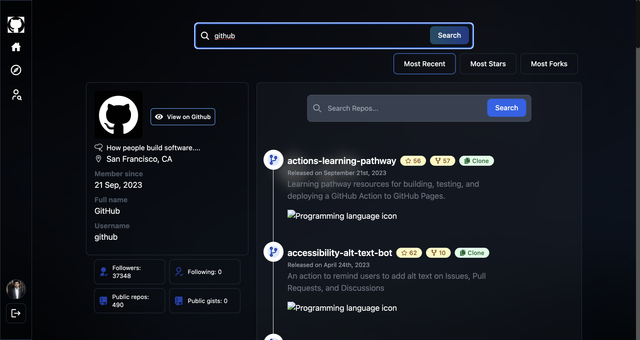 github
Search
Most Recent
Most Stars
Most Forks
View on Github
How people build software....
San Francisco, CA
Member since
21 Sep, 2023
Full name
GitHub
Username
github
Followers:
37348
Following: 0
Public repos:
490
Public gists: 0
Search Repos...
Search
actions-learning-pathway 56 57 Clone
Released on September 21st, 2023
Learning pathway resources for building, testing, and
deploying a GitHub Action to GitHub Pages.
Programming language icon
accessibility-alt-text-bot 62 10 Clone
Released on April 24th, 2023
An action to remind users to add alt text on Issues, Pull
Requests, and Discussions
Programming language icon